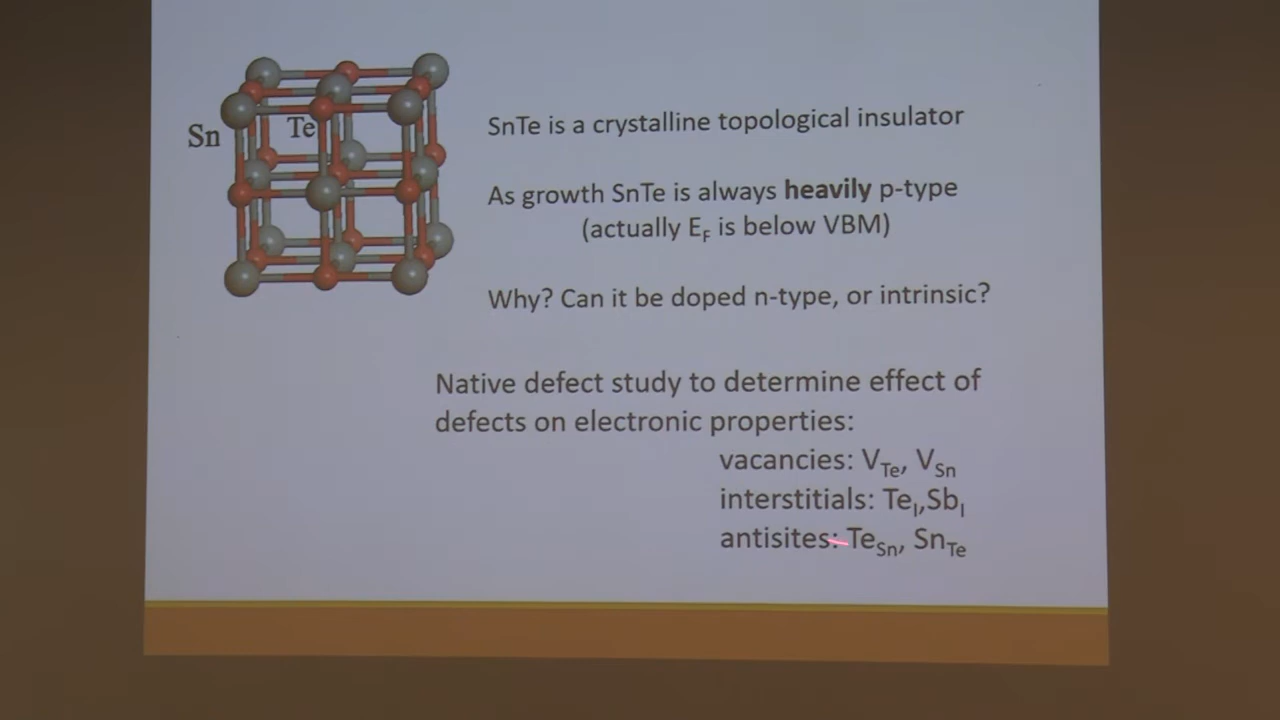 Sn
Te
SnTe is a crystalline topological insulator
As growth SnTe is always heavily p-type
(actually E_F is below VBM)
Why? Can it be doped n-type, or intrinsic?
Native defect study to determine effect of
defects on electronic properties:
vacancies: V_Te, V_Sn
interstitials: Te_I,Sb_I
antisites: Te_Sn, Sn_Te